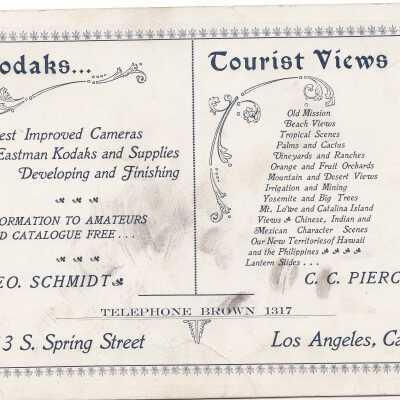 odaks...
est Improved Cameras
Eastman Kodaks and Supplies
Developing and Finishing
FORMATION TO AMATEURS
D CATALOGUE FREE . . .
EO. SCHMIDT
Tourist Views
Old Mission
Beach Views
Tropical Scenes
Palms and Cactus
Vineyards and Ranches
Orange and Fruit Orchards
Mountain and Desert Views
Irrigation and Mining
Yosemite and Big Trees
Mt. Lowe and Catalina Island
Views Chinese, Indian and
Mexican Character Scenes
Our New Territories of Hawaii
and the Philippines
Lantern Slides . . .
C. C. PIERC
TELEPHONE BROWN 1317
3 S. Spring Street
Los Angeles, Ca